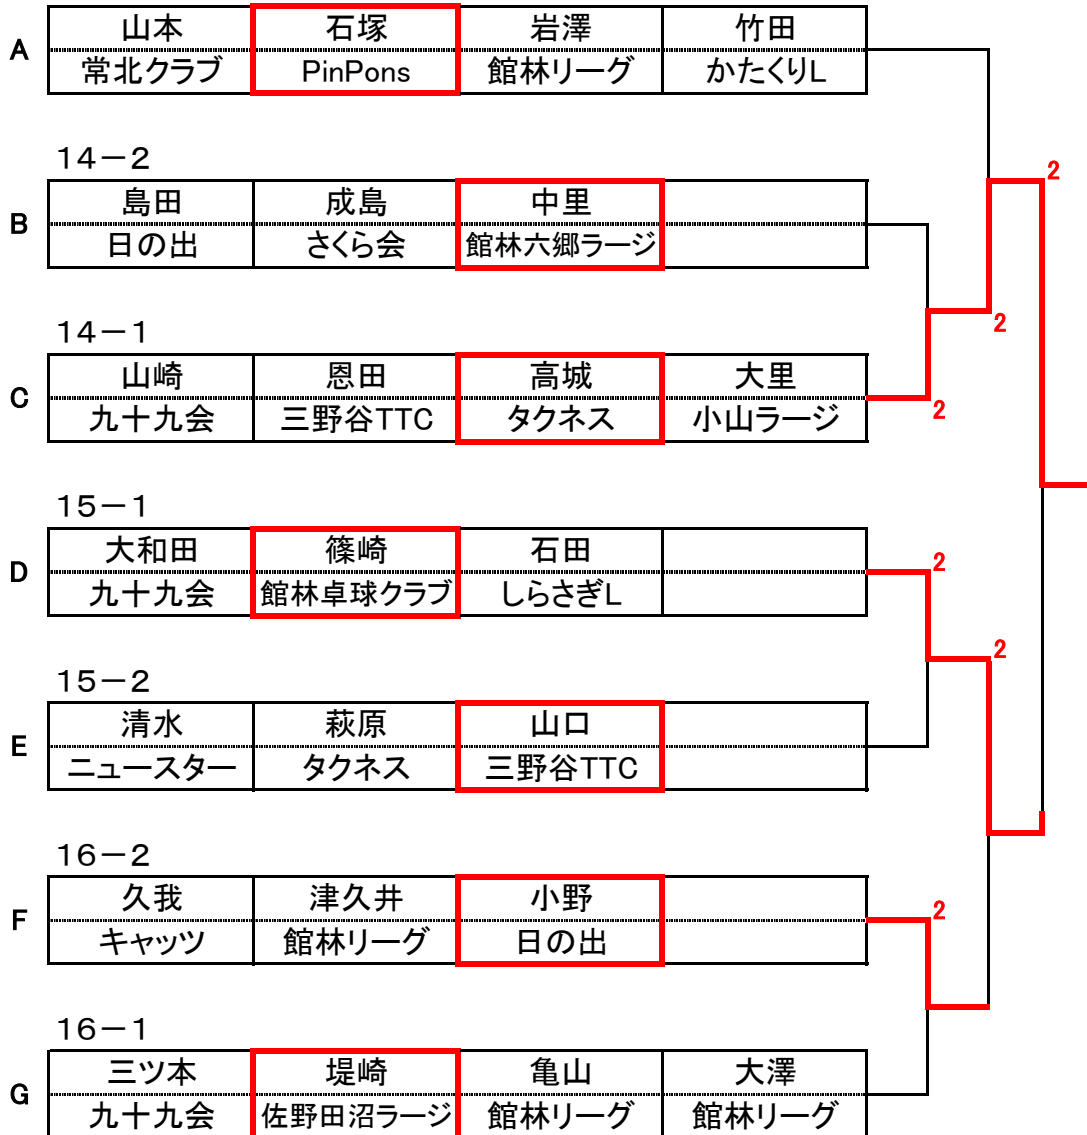 A 山本 石塚 岩澤 竹田
常北クラブ PinPons 館林リーグ かたくりL
14－2
2
B 島田 成島 中里
日の出 さくら会 館林六郷ラージ
14－1
2
C 山崎 恩田 高城 大里
九十九会 三野谷TTC タクネス 小山ラージ
2
15－1
D 大和田 篠崎 石田
九十九会 館林卓球クラブ しらさぎL
2
15－2
2
E 清水 萩原 山口
ニュースター タクネス 三野谷TTC
16－2
F 久我 津久井 小野
キャッツ 館林リーグ 日の出
2
16－1
G 三ツ本 堤崎 亀山 大澤
九十九会 佐野田沼ラージ 館林リーグ 館林リーグ